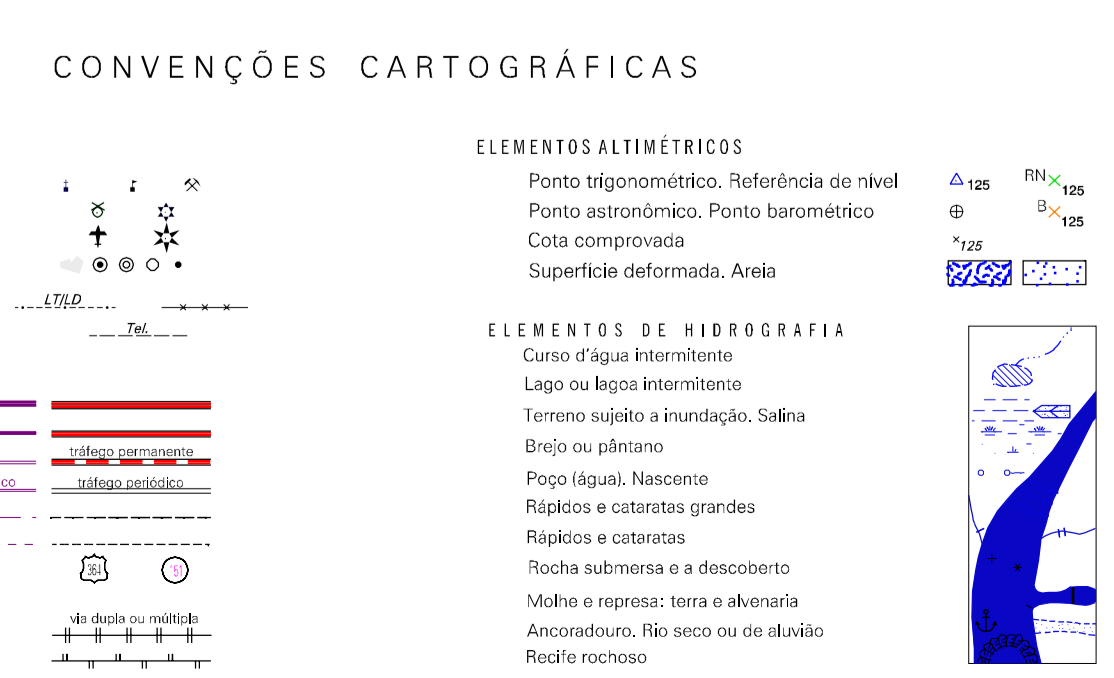 CONVENÇÕES CARTOGRÁFICAS
LT/LD
Tel.
co
tráfego permanente
tráfego periódico
364
151
via dupla ou múltipla
ELEMENTOS ALTIMÉTRICOS
Ponto trigonométrico. Referência de nível 125 RN 125
Ponto astronômico. Ponto barométrico B 125
Cota comprovada 125
Superfície deformada. Areia
ELEMENTOS DE HIDROGRAFIA
Curso d'água intermitente
Lago ou lagoa intermitente
Terreno sujeito a inundação. Salina
Brejo ou pântano
Poço (água). Nascente
Rápidos e cataratas grandes
Rápidos e cataratas
Rocha submersa e a descoberto
Molhe e represa: terra e alvenaria
Ancoradouro. Rio seco ou de aluvião
Recife rochoso